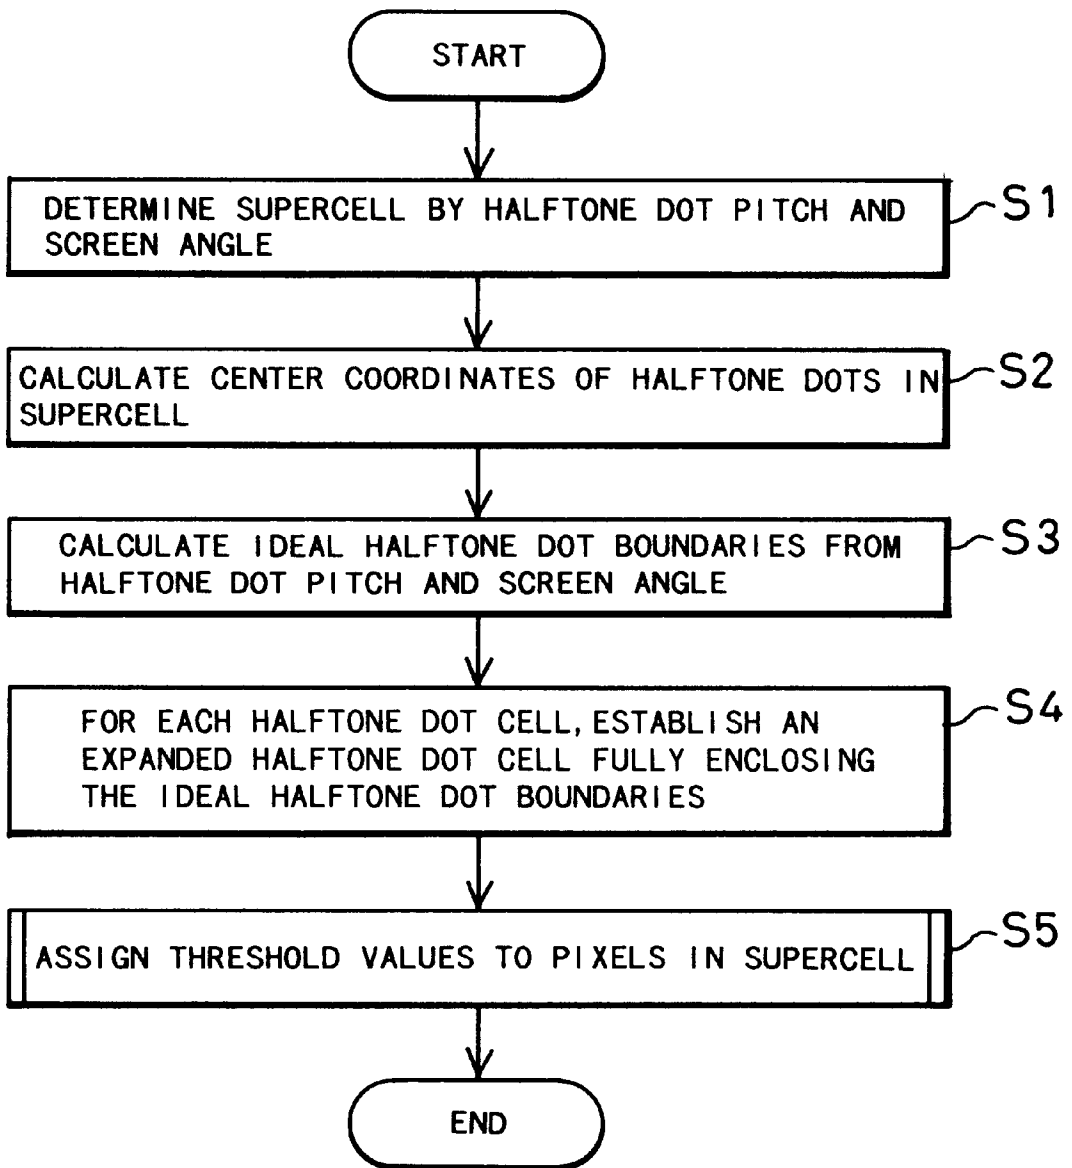 START
DETERMINE SUPERCELL BY HALFTONE DOT PITCH AND
SCREEN ANGLE
S1
CALCULATE CENTER COORDINATES OF HALFTONE DOTS IN
SUPERCELL
S2
CALCULATE IDEAL HALFTONE DOT BOUNDARIES FROM
HALFTONE DOT PITCH AND SCREEN ANGLE
S3
FOR EACH HALFTONE DOT CELL, ESTABLISH AN
EXPANDED HALFTONE DOT CELL FULLY ENCLOSING
THE IDEAL HALFTONE DOT BOUNDARIES
S4
ASSIGN THRESHOLD VALUES TO PIXELS IN SUPERCELL
S5
END